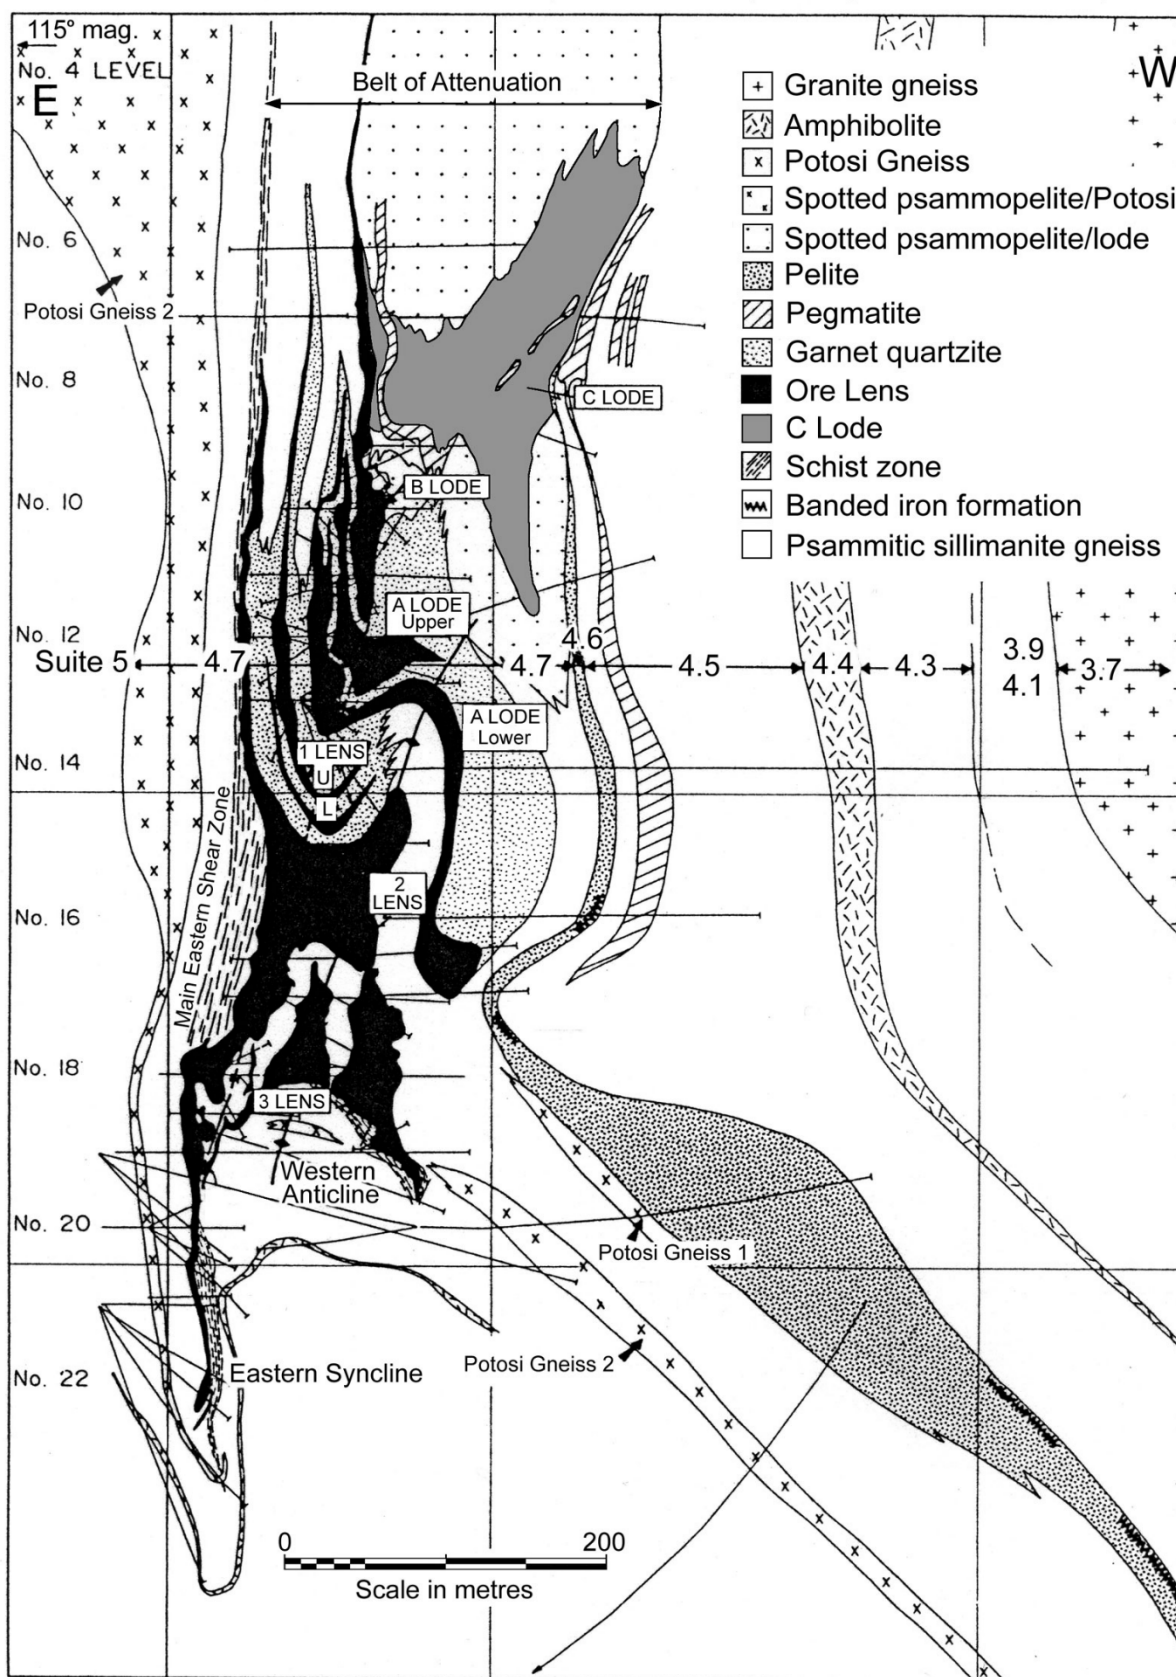 115° mag.
No. 4 LEVEL
E
W
Belt of Attenuation
Granite gneiss
Amphibolite
Potosi Gneiss
Spotted psammopelite/Potosi
Spotted psammopelite/lode
Pelite
Pegmatite
Garnet quartzite
Ore Lens
C Lode
Schist zone
Banded iron formation
Psammitic sillimanite gneiss
No. 6
Potosi Gneiss 2
No. 8
C LODE
B LODE
No. 10
A LODE
Upper
No. 12
4.6
Suite 5
4.7
4.7
4.5
4.4
4.3
3.9
4.1
3.7
A LODE
Lower
1 LENS
U
L
No. 14
Main Eastern Shear Zone
2
LENS
No. 16
No. 18
3 LENS
Western
Anticline
No. 20
Potosi Gneiss 1
Potosi Gneiss 2
Eastern Syncline
No. 22
0
200
Scale in metres